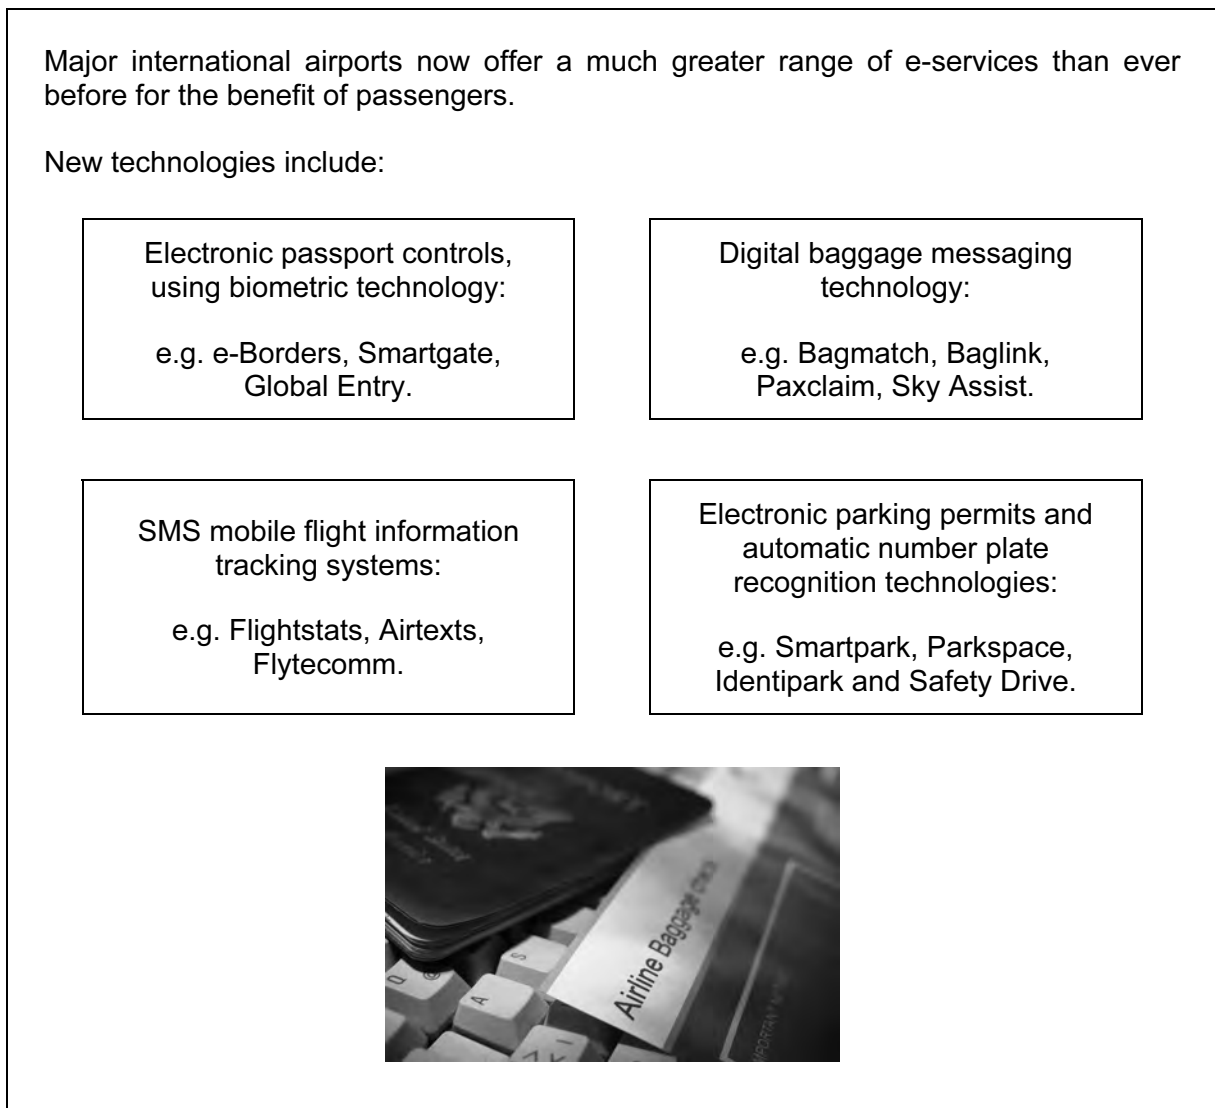 Major international airports now offer a much greater range of e-services than ever
before for the benefit of passengers.
New technologies include:
Electronic passport controls,
using biometric technology:
e.g. e-Borders, Smartgate,
Global Entry.
Digital baggage messaging
technology:
e.g. Bagmatch, Baglink,
Paxclaim, Sky Assist.
SMS mobile flight information
tracking systems:
e.g. Flightstats, Airtexts,
Flytecomm.
Electronic parking permits and
automatic number plate
recognition technologies:
e.g. Smartpark, Parkspace,
Identipark and Safety Drive.
Airline Baggage check
Q
@
A
S
Z